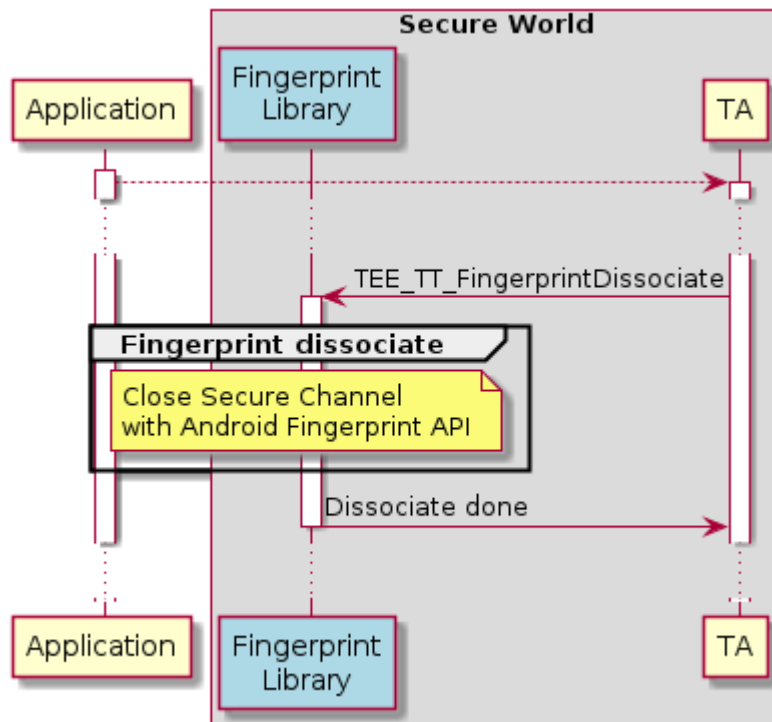 Secure World
Application
Fingerprint
Library
TA
TEE_TT_FingerprintDissociate
Fingerprint dissociate
Close Secure Channel
with Android Fingerprint API
Dissociate done
Application
Fingerprint
Library
TA